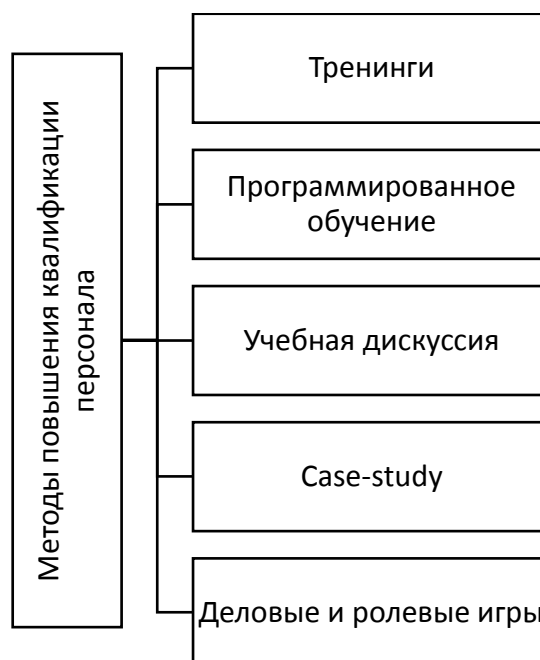 Методы повышения квалификации
персонала
Тренинги
Программированное
обучение
Учебная дискуссия
Case-study
Деловые и ролевые игры